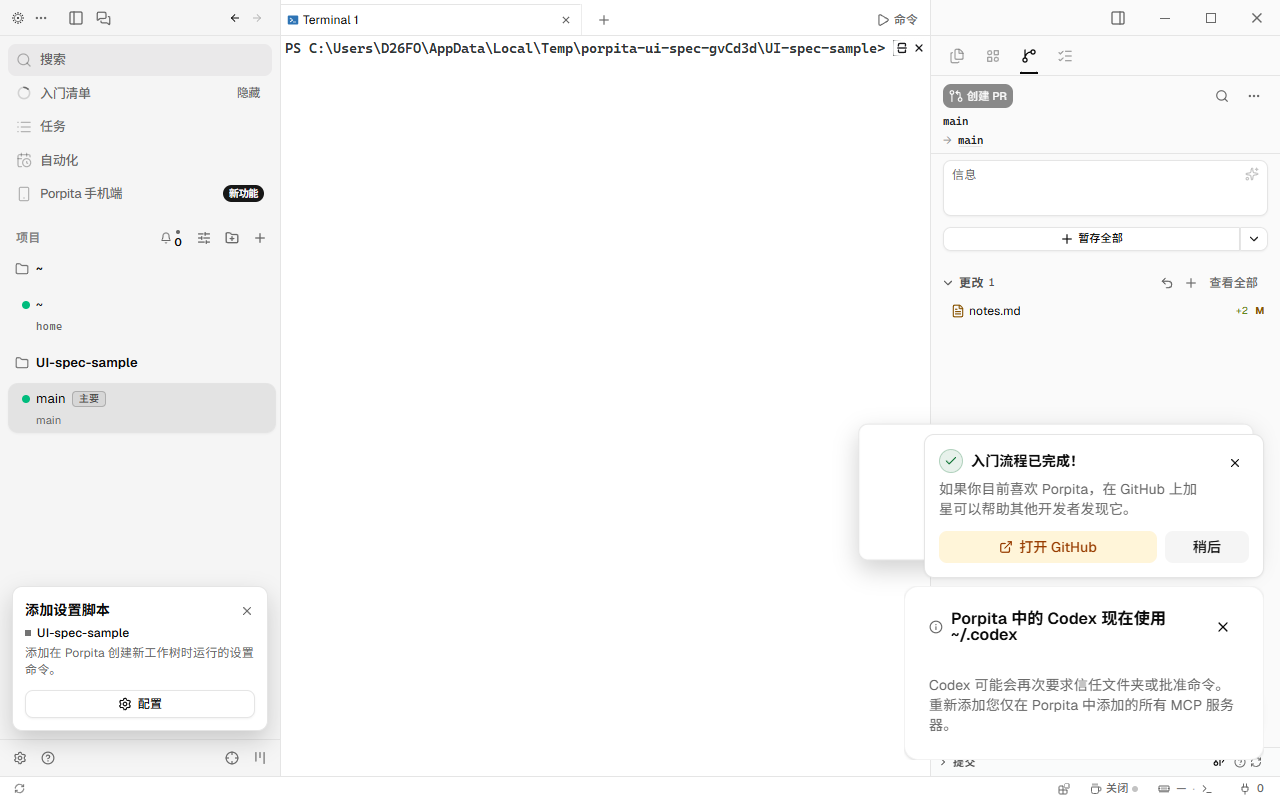 搜索
入门清单 隐藏
任务
自动化
Porpita 手机端 新功能
项目 0
~
~
home
UI-spec-sample
main 主要
main
添加设置脚本
UI-spec-sample
添加在 Porpita 创建新工作树时运行的设置
命令。
配置
Terminal 1
命令
PS C:\Users\D26FO\AppData\Local\Temp\porpita-ui-spec-gvCd3d\UI-spec-sample>
创建 PR
main
→ main
信息
暂存全部
更改 1 查看全部
notes.md +2 M
入门流程已完成！
如果你目前喜欢 Porpita，在 GitHub 上加
星可以帮助其他开发者发现它。
打开 GitHub 稍后
Porpita 中的 Codex 现在使用
~/.codex
Codex 可能会再次要求信任文件夹或批准命令。
重新添加您仅在 Porpita 中添加的所有 MCP 服务
器。
提交
关闭 0